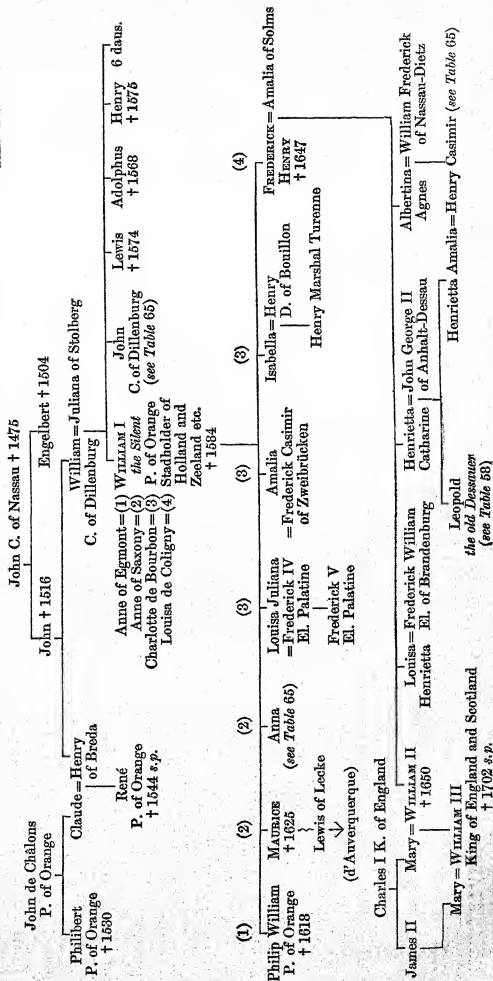 John C. of Nassau † 1475
John de Châlons
P. of Orange
John † 1516
Engelbert † 1504
Philibert
P. of Orange
† 1530
Claude = Henry
of Breda
William = Juliana of Stolberg
C. of Dillenburg
René
P. of Orange
† 1544 s.p.
Anne of Egmont = (1)
Anne of Saxony = (2)
Charlotte de Bourbon = (3)
Louisa de Coligny = (4)
WILLIAM I
the Silent
P. of Orange
Stadholder of
Holland and
Zeeland etc.
† 1584
John
C. of Dillenburg
(see Table 65)
Lewis
† 1574
Adolphus
† 1568
Henry
† 1575
6 daus.
(1)
Philip William
P. of Orange
† 1618
(2)
MAURICE
† 1625
Lewis of Lecke
(d'Auverquerque)
(2)
Anna
(see Table 65)
(3)
Louisa Juliana
= Frederick IV
El. Palatine
Frederick V
El. Palatine
(3)
Amalia
= Frederick Casimir
of Zweibrücken
(3)
Isabella = Henry
D. of Bouillon
Henry Marshal Turenne
(4)
FREDERICK = Amalia of Solms
HENRY
† 1647
Charles I K. of England
James II
Mary = WILLIAM II
† 1650
Louisa = Frederick William
Henrietta El. of Brandenburg
Henrietta = John George II
Catharine of Anhalt-Dessau
Albertina = William Frederick
Agnes of Nassau-Dietz
Mary = WILLIAM III
King of England and Scotland
† 1702 s.p.
Leopold
the old Dessauer
(see Table 58)
Henrietta Amalia = Henry Casimir (see Table 65)